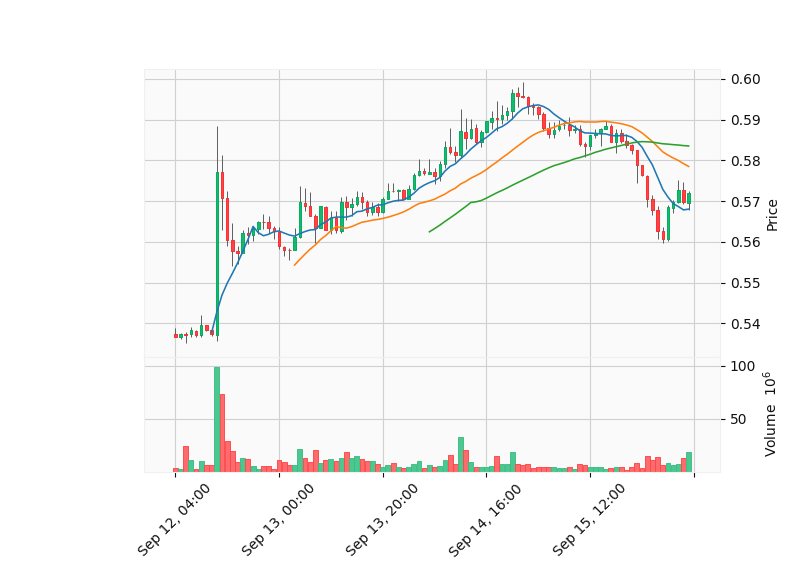 0.60
0.59
0.58
0.57
0.56
0.55
0.54
Price
100
50
Volume 10^6
Sep 12, 04:00
Sep 13, 00:00
Sep 13, 20:00
Sep 14, 16:00
Sep 15, 12:00